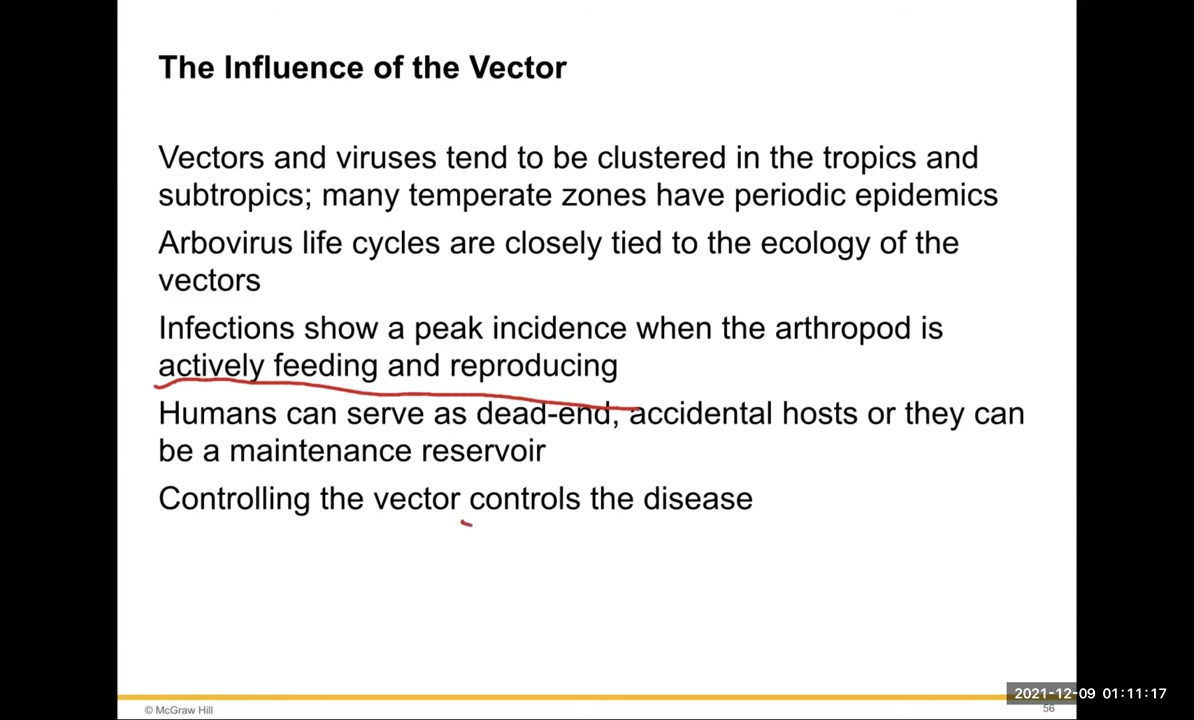 The Influence of the Vector
Vectors and viruses tend to be clustered in the tropics and
subtropics; many temperate zones have periodic epidemics
Arbovirus life cycles are closely tied to the ecology of the
vectors
Infections show a peak incidence when the arthropod is
actively feeding and reproducing
Humans can serve as dead-end, accidental hosts or they can
be a maintenance reservoir
Controlling the vector controls the disease
© McGraw Hill
2021-12-09 01:11:17
56